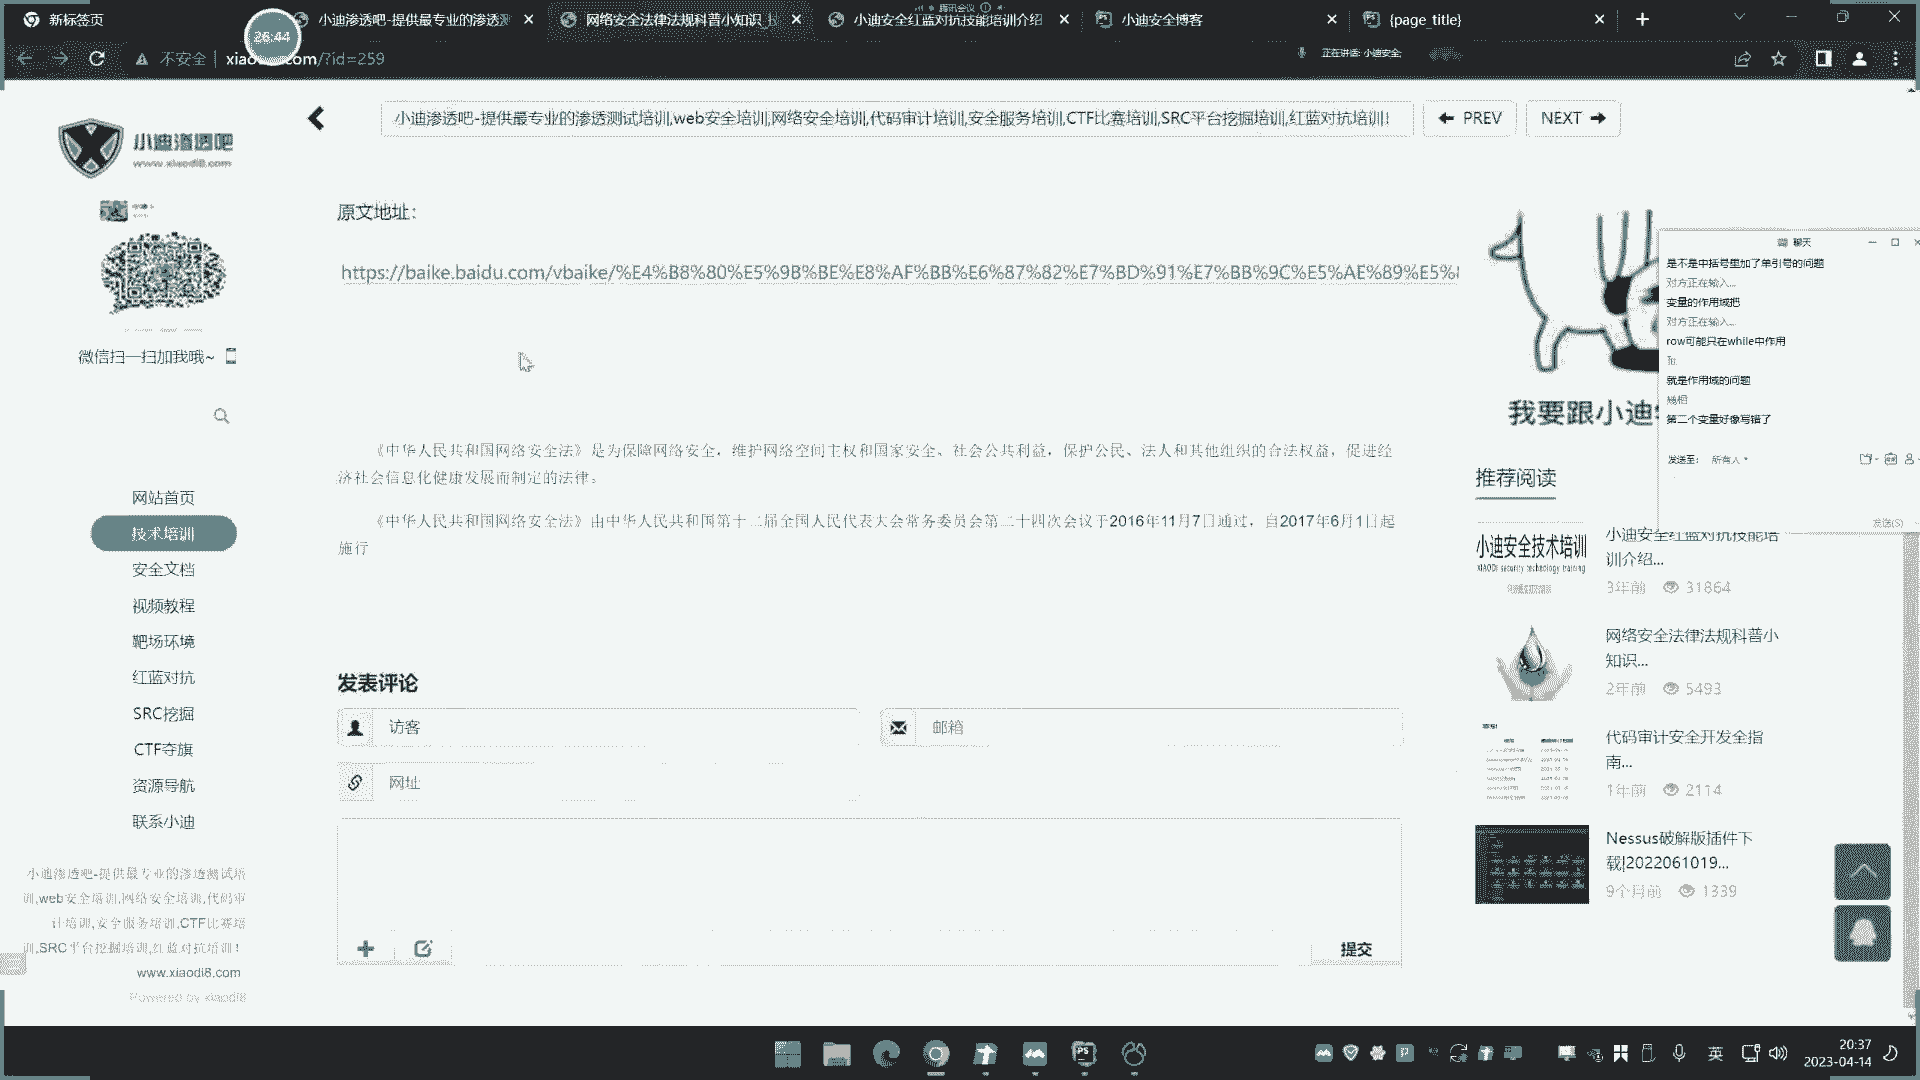 腾讯会议
新标签页
小迪渗透吧-提供最专业的渗透测
网络安全法律法规科普小知识_
小迪安全红蓝对抗技能培训介绍
小迪安全博客
{page_title}
26:44
不安全
.com/?id=259
正在讲话: 小迪安全;
小迪渗透吧
www.xiaodi8.com
小迪渗透吧-提供最专业的渗透测试培训,web安全培训,网络安全培训,代码审计培训,安全服务培训,CTF比赛培训,SRC平台挖掘培训,红蓝对抗培训!
PREV
NEXT
微信扫一扫加我哦~
网站首页
技术培训
安全文档
视频教程
靶场环境
红蓝对抗
SRC挖掘
CTF夺旗
资源导航
联系小迪
小迪渗透吧-提供最专业的渗透测试培
训,web安全培训,网络安全培训,代码审
计培训,安全服务培训,CTF比赛培
训,SRC平台挖掘培训,红蓝对抗培训!
www.xiaodi8.com
Powered by xiaodi8
原文地址:
https://baike.baidu.com/vbaike/%E4%B8%80%E5%9B%BE%E8%AF%BB%E6%87%82%E7%BD%91%E7%BB%9C%E5%AE%89%E5%
《中华人民共和国网络安全法》是为保障网络安全，维护网络空间主权和国家安全、社会公共利益，保护公民、法人和其他组织的合法权益，促进经
济社会信息化健康发展而制定的法律。
《中华人民共和国网络安全法》由中华人民共和国第十二届全国人民代表大会常务委员会第二十四次会议于2016年11月7日通过，自2017年6月1日起
施行
发表评论
访客
邮箱
网址
提交
我要跟小迪
聊天
是不是中括号里加了单引号的问题
对方正在输入...
变量的作用域把
对方正在输入...
row可能只在while中作用
就是作用域的问题
第二个变量好像写错了
发送至:
所有人
发送(S)
推荐阅读
小迪安全技术培训
XIAODI security technology training
小迪安全红蓝对抗技能培
训介绍...
3年前
31864
网络安全法律法规科普小
知识...
2年前
5493
代码审计安全开发全指
南...
1年前
2114
Nessus破解版插件下
载|2022061019...
9个月前
1339
英
20:37
2023-04-14